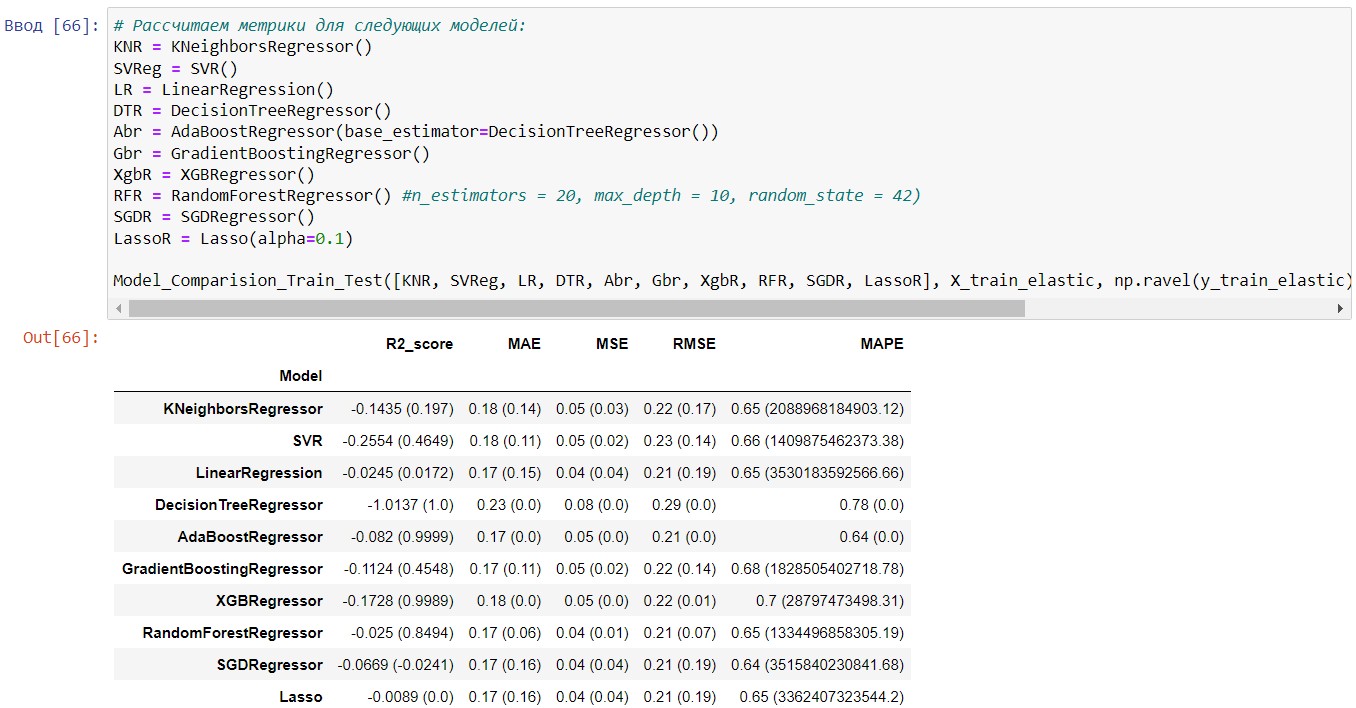 Ввод [66]: # Рассчитаем метрики для следующих моделей:
KNR = KNeighborsRegressor()
SVReg = SVR()
LR = LinearRegression()
DTR = DecisionTreeRegressor()
Abr = AdaBoostRegressor(base_estimator=DecisionTreeRegressor())
Gbr = GradientBoostingRegressor()
XgbR = XGBRegressor()
RFR = RandomForestRegressor() #n_estimators = 20, max_depth = 10, random_state = 42)
SGDR = SGDRegressor()
LassoR = Lasso(alpha=0.1)
Model_Comparision_Train_Test([KNR, SVReg, LR, DTR, Abr, Gbr, XgbR, RFR, SGDR, LassoR], X_train_elastic, np.ravel(y_train_elastic)
Out[66]:
R2_score MAE MSE RMSE MAPE
Model
KNeighborsRegressor -0.1435 (0.197) 0.18 (0.14) 0.05 (0.03) 0.22 (0.17) 0.65 (2088968184903.12)
SVR -0.2554 (0.4649) 0.18 (0.11) 0.05 (0.02) 0.23 (0.14) 0.66 (1409875462373.38)
LinearRegression -0.0245 (0.0172) 0.17 (0.15) 0.04 (0.04) 0.21 (0.19) 0.65 (3530183592566.66)
DecisionTreeRegressor -1.0137 (1.0) 0.23 (0.0) 0.08 (0.0) 0.29 (0.0) 0.78 (0.0)
AdaBoostRegressor -0.082 (0.9999) 0.17 (0.0) 0.05 (0.0) 0.21 (0.0) 0.64 (0.0)
GradientBoostingRegressor -0.1124 (0.4548) 0.17 (0.11) 0.05 (0.02) 0.22 (0.14) 0.68 (1828505402718.78)
XGBRegressor -0.1728 (0.9989) 0.18 (0.0) 0.05 (0.0) 0.22 (0.01) 0.7 (28797473498.31)
RandomForestRegressor -0.025 (0.8494) 0.17 (0.06) 0.04 (0.01) 0.21 (0.07) 0.65 (1334496858305.19)
SGDRegressor -0.0669 (-0.0241) 0.17 (0.16) 0.04 (0.04) 0.21 (0.19) 0.64 (3515840230841.68)
Lasso -0.0089 (0.0) 0.17 (0.16) 0.04 (0.04) 0.21 (0.19) 0.65 (3362407323544.2)